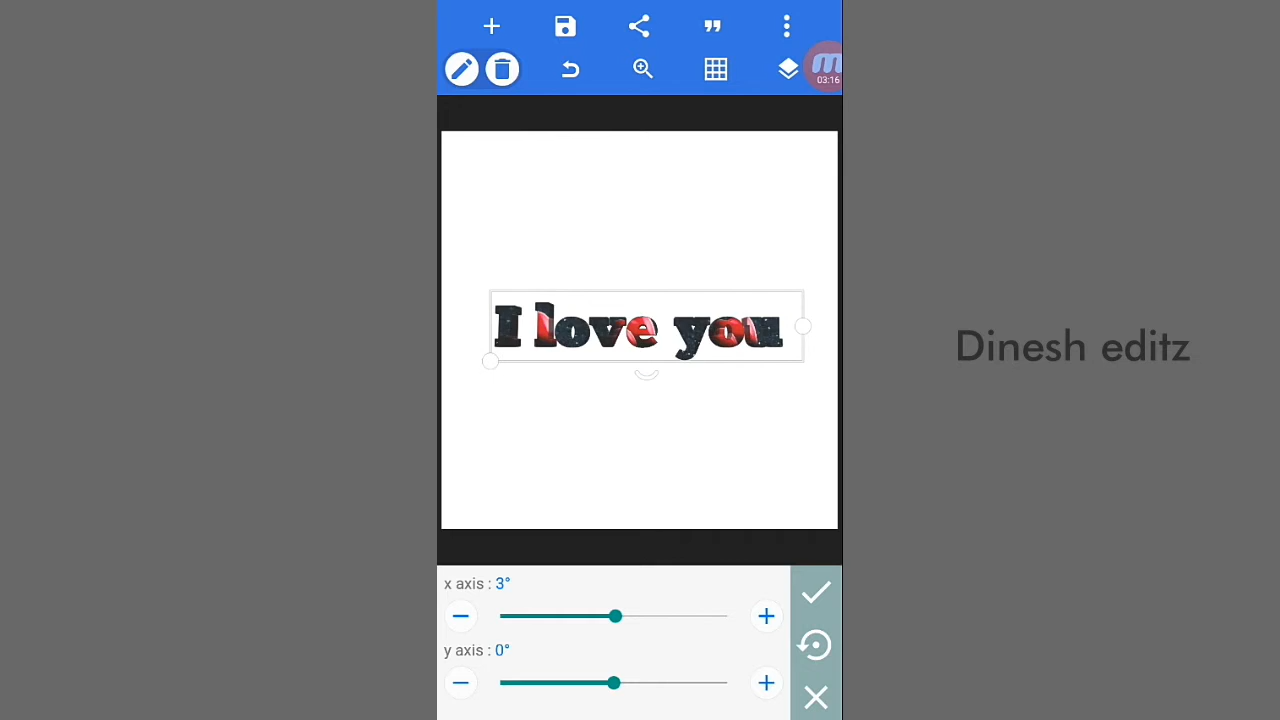 03:16
I love you
Dinesh editz
x axis : 3°
y axis : 0°